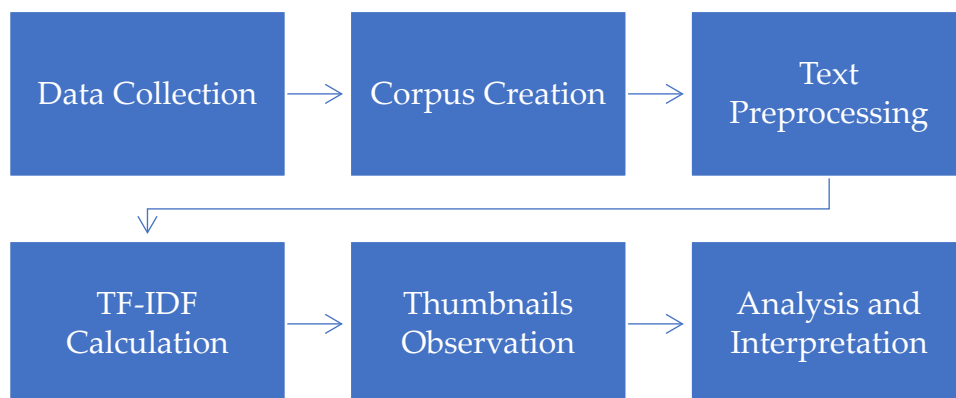 Data Collection
Corpus Creation
Text
Preprocessing
TF-IDF
Calculation
Thumbnails
Observation
Analysis and
Interpretation